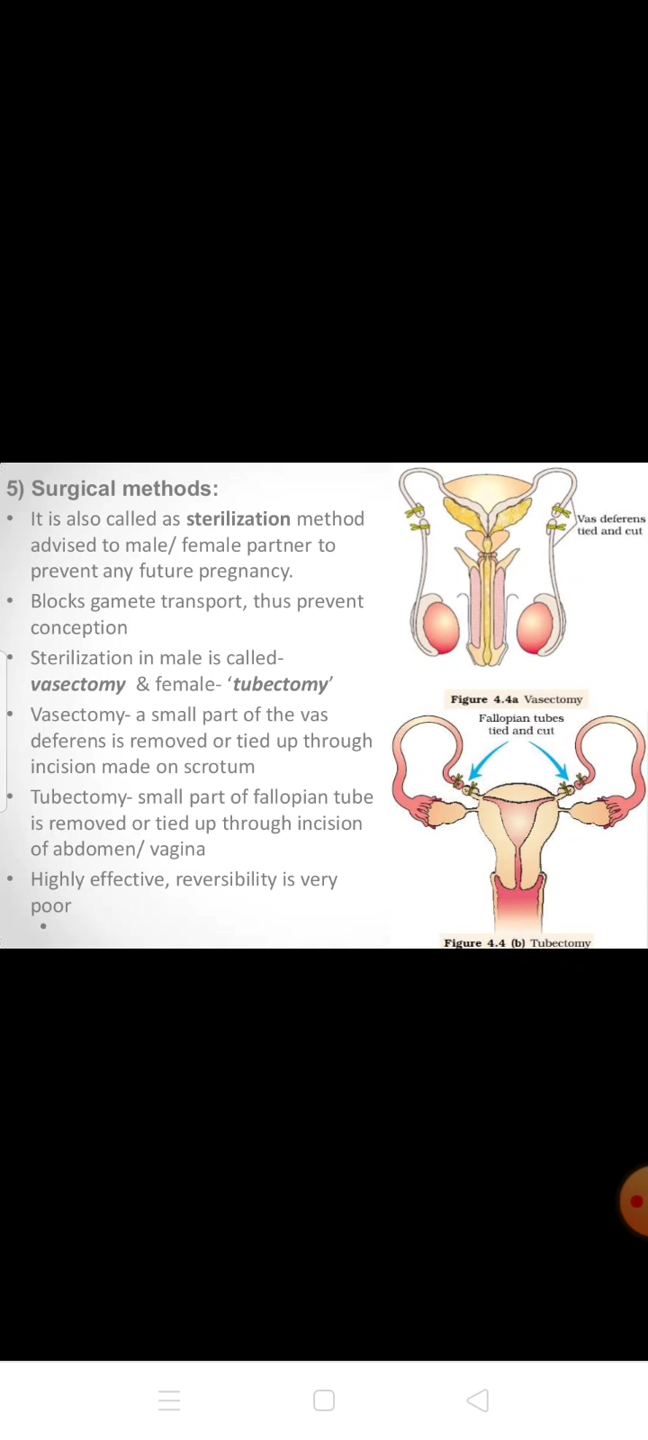 5) Surgical methods:
• It is also called as sterilization method
advised to male/ female partner to
prevent any future pregnancy.
• Blocks gamete transport, thus prevent
conception
• Sterilization in male is called-
vasectomy & female- ‘tubectomy’
• Vasectomy- a small part of the vas
deferens is removed or tied up through
incision made on scrotum
• Tubectomy- small part of fallopian tube
is removed or tied up through incision
of abdomen/ vagina
• Highly effective, reversibility is very
poor
•
Vas deferens
tied and cut
Figure 4.4a Vasectomy
Fallopian tubes
tied and cut
Figure 4.4 (b) Tubectomy